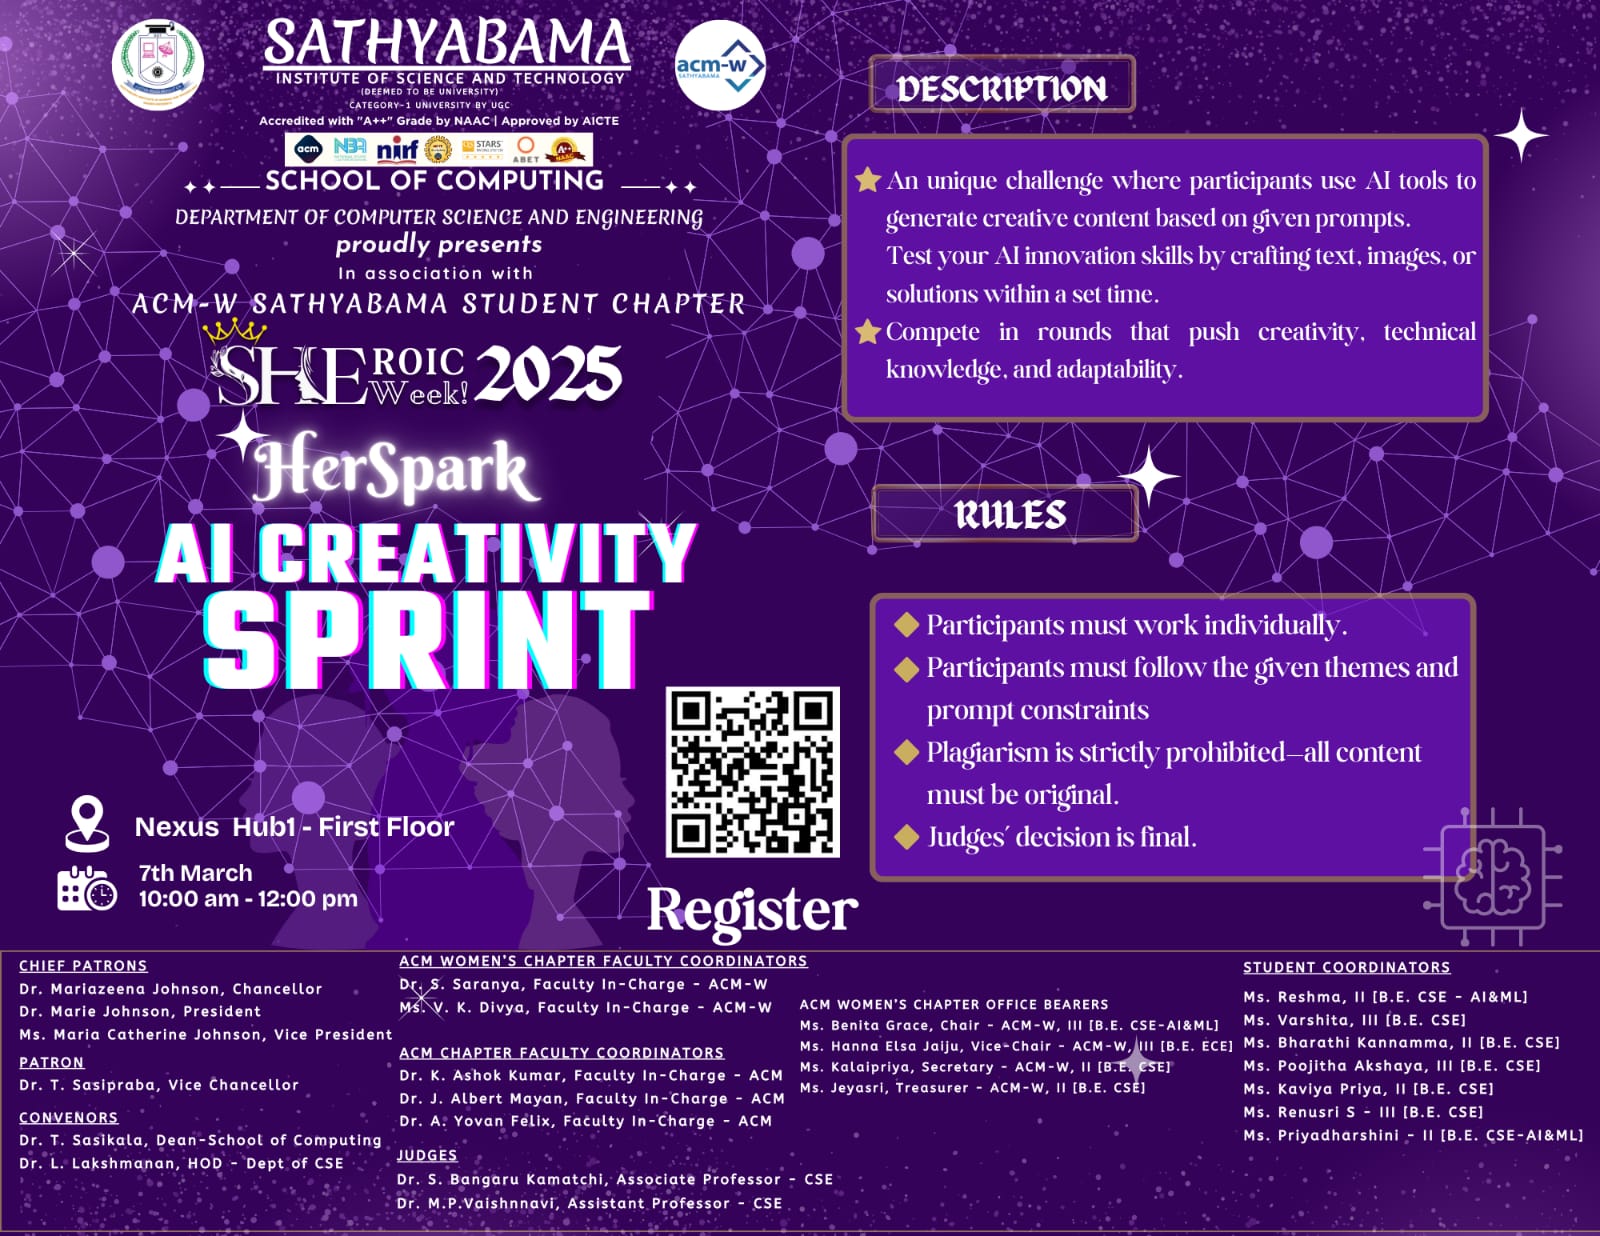 SATHYABAMA
INSTITUTE OF SCIENCE AND TECHNOLOGY
(DEEMED TO BE UNIVERSITY)
CATEGORY-1 UNIVERSITY BY UGC
Accredited with "A++" Grade by NAAC | Approved by AICTE
acm-w
SATHYABAMA
acm NBA nirf STARS ABET A++ NAAC
SCHOOL OF COMPUTING
DEPARTMENT OF COMPUTER SCIENCE AND ENGINEERING
proudly presents
In association with
ACM-W SATHYABAMA STUDENT CHAPTER
SHEROIC Week! 2025
HerSpark
AI CREATIVITY
SPRINT
Nexus Hub1 - First Floor
7th March
10:00 am - 12:00 pm
Register
DESCRIPTION
An unique challenge where participants use AI tools to
generate creative content based on given prompts.
Test your AI innovation skills by crafting text, images, or
solutions within a set time.
Compete in rounds that push creativity, technical
knowledge, and adaptability.
RULES
Participants must work individually.
Participants must follow the given themes and
prompt constraints
Plagiarism is strictly prohibited—all content
must be original.
Judges' decision is final.
CHIEF PATRONS
Dr. Mariazeena Johnson, Chancellor
Dr. Marie Johnson, President
Ms. Maria Catherine Johnson, Vice President
PATRON
Dr. T. Sasipraba, Vice Chancellor
CONVENORS
Dr. T. Sasikala, Dean-School of Computing
Dr. L. Lakshmanan, HOD - Dept of CSE
ACM WOMEN'S CHAPTER FACULTY COORDINATORS
Dr. S. Saranya, Faculty In-Charge - ACM-W
Ms. V. K. Divya, Faculty In-Charge - ACM-W
ACM CHAPTER FACULTY COORDINATORS
Dr. K. Ashok Kumar, Faculty In-Charge - ACM
Dr. J. Albert Mayan, Faculty In-Charge - ACM
Dr. A. Yovan Felix, Faculty In-Charge - ACM
JUDGES
Dr. S. Bangaru Kamatchi, Associate Professor - CSE
Dr. M.P.Vaishnnavi, Assistant Professor - CSE
ACM WOMEN'S CHAPTER OFFICE BEARERS
Ms. Benita Grace, Chair - ACM-W, III [B.E. CSE-AI&ML]
Ms. Hanna Elsa Jaiju, Vice-Chair - ACM-W, III [B.E. ECE]
Ms. Kalaipriya, Secretary - ACM-W, II [B.E. CSE]
Ms. Jeyasri, Treasurer - ACM-W, II [B.E. CSE]
STUDENT COORDINATORS
Ms. Reshma, II [B.E. CSE - AI&ML]
Ms. Varshita, III [B.E. CSE]
Ms. Bharathi Kannamma, II [B.E. CSE]
Ms. Poojitha Akshaya, III [B.E. CSE]
Ms. Kaviya Priya, II [B.E. CSE]
Ms. Renusri S - III [B.E. CSE]
Ms. Priyadharshini - II [B.E. CSE-AI&ML]